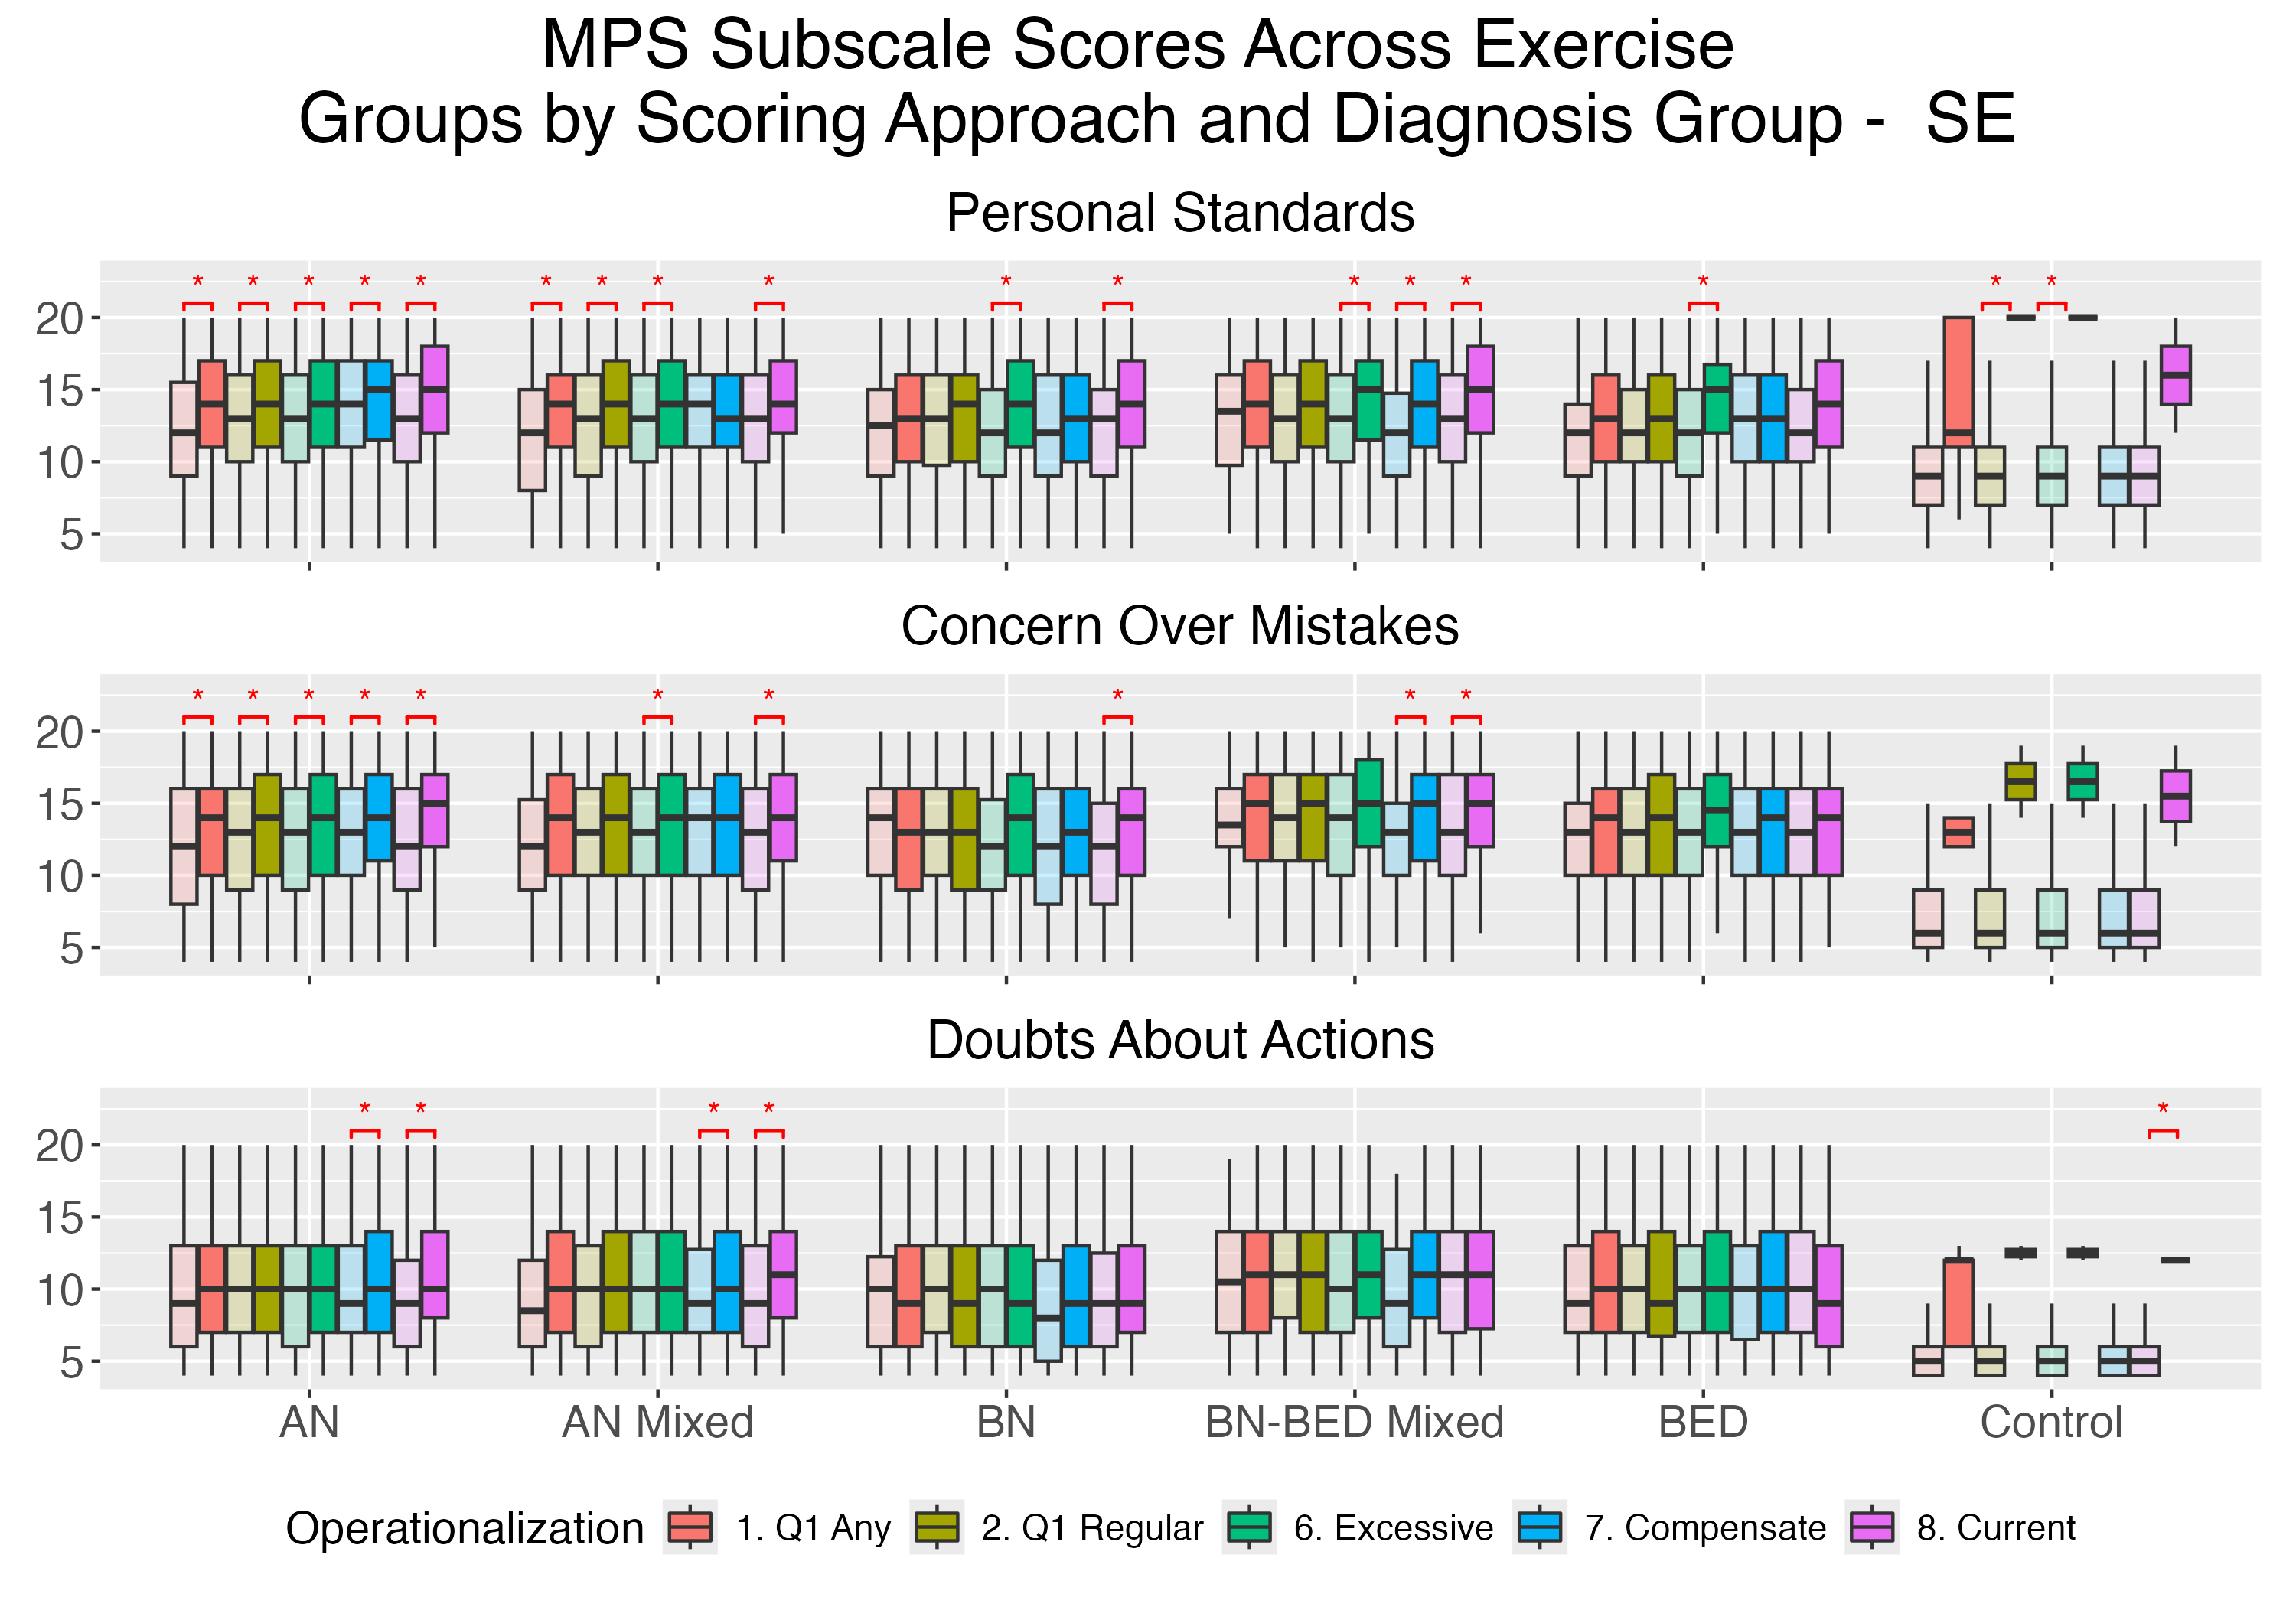 MPS Subscale Scores Across Exercise
Groups by Scoring Approach and Diagnosis Group - SE
Personal Standards
* * * * * * * * * * * * * * * *
20
15
10
5
Concern Over Mistakes
* * * * * * * * * *
20
15
10
5
Doubts About Actions
* * * * *
20
15
10
5
AN AN Mixed BN BN-BED Mixed BED Control
Operationalization 1. Q1 Any 2. Q1 Regular 6. Excessive 7. Compensate 8. Current